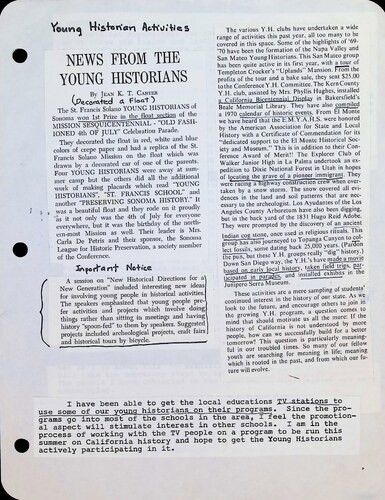 Young Historian Activities
NEWS FROM THE
YOUNG HISTORIANS
By JEAN K. T. CARTER
(Decorated a Float)
The St. Francis Solano YOUNG HISTORIANS of
Sonoma won 1st Prize in the float section of the
MISSION SESQUICENTENNIAL - "OLD FASH-
IONED 4th OF JULY" Celebration Parade.
They decorated the float in red, white and blue
colors of crepe paper and had a replica of the St.
Francis Solano Mission on the float which was
drawn by a decorated car of one of the parents.
Four YOUNG HISTORIANS were away at sum-
mer camp but the others did all the additional
work of making placards which read "YOUNG
HISTORIANS", "ST. FRANCIS SCHOOL" and
another "PRESERVING SONOMA HISTORY." It
was a beautiful float and they rode on it proudly
as it not only was the 4th of July for everyone
everywhere, but it was the birthday of the north-
ern-most Mission as well. Their leader is Mrs.
Carla De Petris and their sponsor, the Sonoma
League for Historic Preservation, a society member
of the Conference.
Important Notice
A session on "New Historical Directions for a
New Generation" included interesting new ideas
for involving young people in historical activities.
The speakers emphasized that young people pre-
fer activities and projects which involve doing
things rather than sitting in meetings and having
history "spoon-fed" to them by speakers. Suggested
projects included archeological projects, craft fairs
and historical tours by bicycle.
The various Y.H. clubs have undertaken a wide
range of activities this past year, all too many to be
covered in this space. Some of the highlights of '69-
'70 have been the formation of the Napa Valley and
San Mateo Young Historians. This San Mateo group
has been quite active in its first year, with a tour of
Templeton Crocker's "Uplands" Mansion. From the
profits of the tour and a bake sale, they sent $25.00
to the Conference Y.H. Committee. The Kern County
Y.H. club, assisted by Mrs. Phyllis Hughes, installed
a California Bicentennial Display in Bakersfield's
Beale Memorial Library. They have also compiled
a 1970 calendar of historic events. From El Monte
we have heard that the E.M.Y.A.H.S. were honored
by the American Association for State and Local
History with a Certificate of Commendation for its
"dedicated support to the El Monte Historical Soci-
ety and Museum." This is in addition to their Con-
ference Award of Merit! The Explorer Club of
Walker Junior High in La Palma undertook an ex-
pedition to Dixie National Forest in Utah in hopes
of locating the grave of a pioneer immigrant. They
were racing a highway construction crew when over-
taken by a snow storm. The snow covered all evi-
dences in the land and soil patterns that are neces-
sary to the archeologist. Los Ayudantes of the Los
Angeles County Arboretum have also been digging,
but in the back yard of the 1831 Hugo Reid Adobe.
They were prompted by the discovery of an ancient
Indian cog stone, once used in religious rituals. This
group has also journeyed to Topanga Canyon to col-
lect fossils, some dating back 25,000 years. (Pardon
the pun, but these Y.H. groups really "dig" history.)
Down San Diego way, the Y.H.'s have made a movie
based on early local history, taken field trips, par-
ticipated in parades, and installed exhibits in the
Junipero Serra Museum.
These activities are a mere sampling of students'
continued interest in the history of our state. As we
look to the future, and encourage others to join in
the growing Y.H. program, a question comes to
mind that should motivate us all the more: If the
history of California is not understood by more
people, how can we successfully build for a better
tomorrow? This question is particularly meaning-
ful in our troubled times. So many of our fellow
youth are searching for meaning in life, meaning
which is rooted in the past, and from which our fu-
ture will evolve.
I have been able to get the local educations TV stations to
use some of our young historians on their programs. Since the pro-
grams go into most of the schools in the area, I feel the promotion-
al aspect will stimulate interest in other schools. I am in the
process of working with the TV people on a program to be run this
summer on California history and hope to get the Young Historians
actively participating in it.